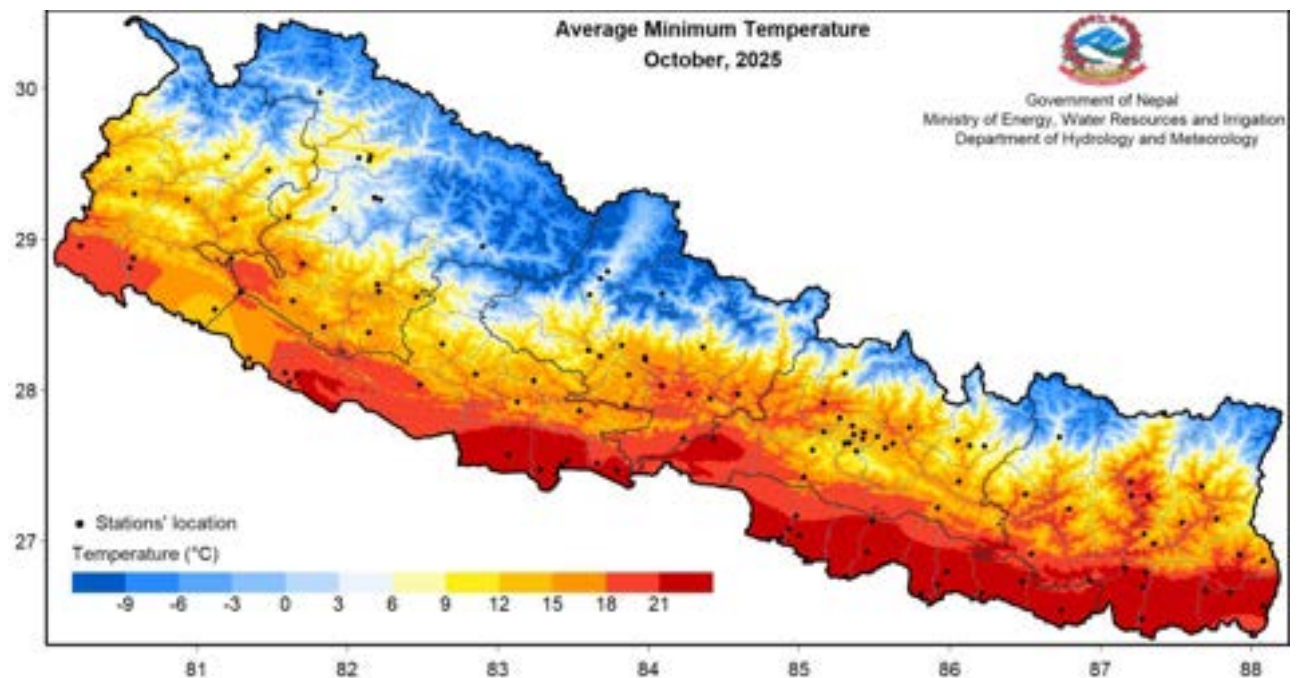 Average Minimum Temperature
October, 2025
Government of Nepal
Ministry of Energy, Water Resources and Irrigation
Department of Hydrology and Meteorology
30
29
28
27
Stations' location
Temperature (°C)
-9 -6 -3 0 3 6 9 12 15 18 21
81 82 83 84 85 86 87 88